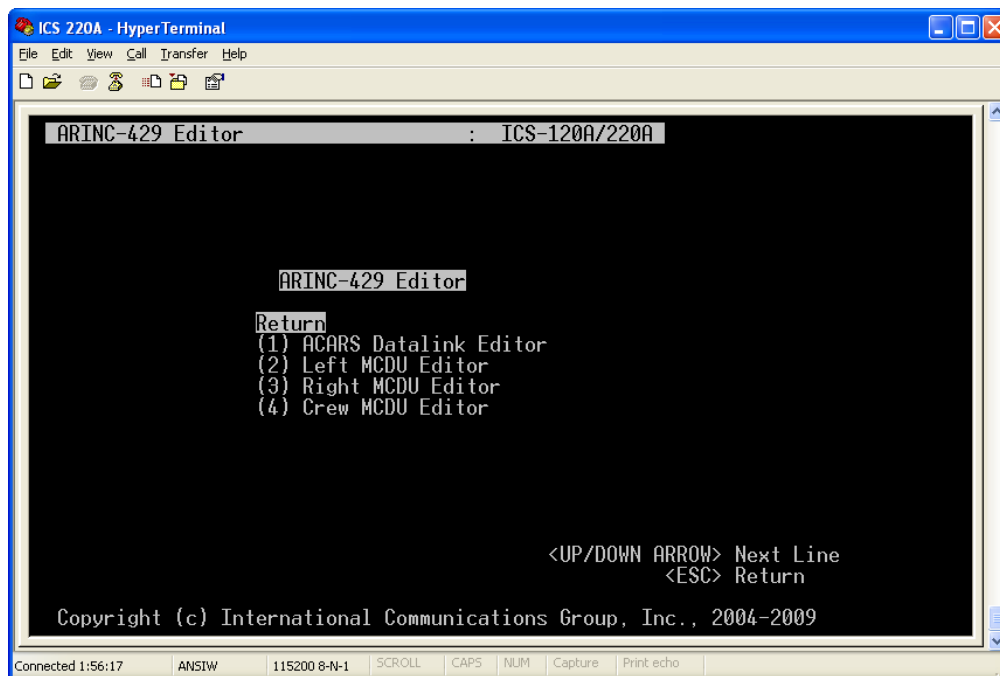 ICS 220A - HyperTerminal
File Edit View Call Transfer Help
ARINC-429 Editor : ICS-120A/220A
ARINC-429 Editor
Return
(1) ACARS Datalink Editor
(2) Left MCDU Editor
(3) Right MCDU Editor
(4) Crew MCDU Editor
<UP/DOWN ARROW> Next Line
<ESC> Return
Copyright (c) International Communications Group, Inc., 2004-2009
Connected 1:56:17 ANSIW 115200 8-N-1 SCROLL CAPS NUM Capture Print echo